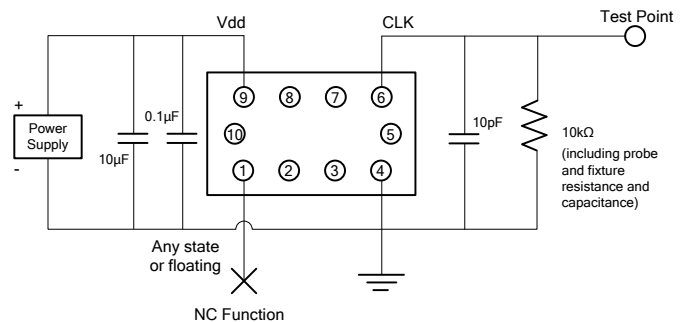 Vdd
CLK
Test Point
+
Power
Supply
-
10µF
0.1µF
9
8
7
6
10
5
1
2
3
4
10pF
10kΩ
(including probe
and fixture
resistance and
capacitance)
Any state
or floating
NC Function